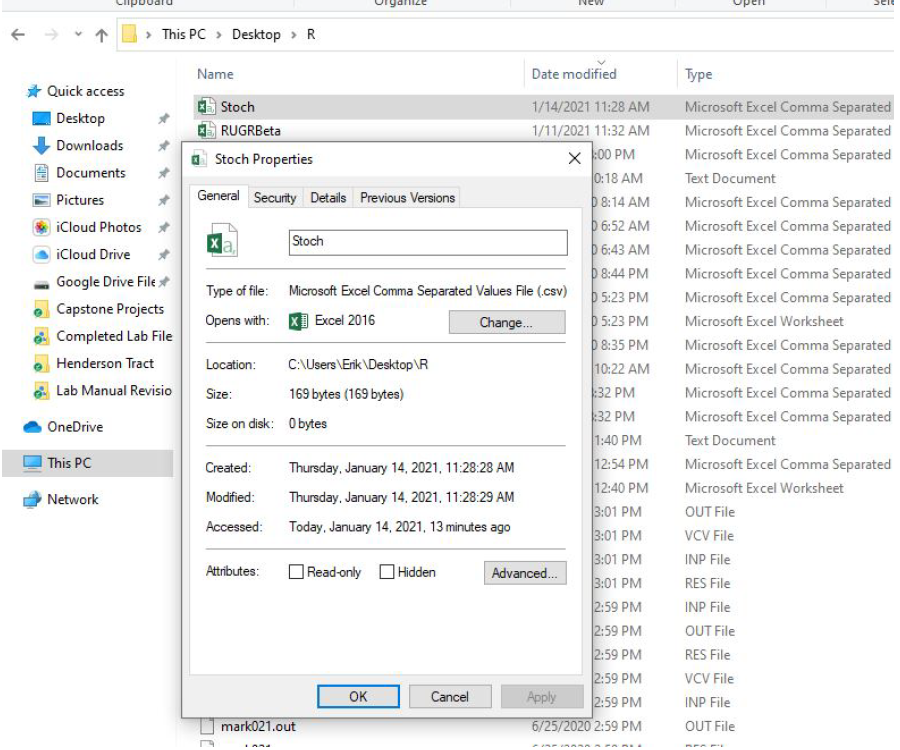 Clipboard Organize New Open
This PC > Desktop > R
Name Date modified Type
Quick access
Stoch 1/14/2021 11:28 AM Microsoft Excel Comma Separated
Desktop
RUGRBeta 1/11/2021 11:32 AM Microsoft Excel Comma Separated
Downloads
Stoch Properties
:00 PM Microsoft Excel Comma Separated
Documents
0:18 AM Text Document
General Security Details Previous Versions
Pictures
8:14 AM Microsoft Excel Comma Separated
iCloud Photos
6:52 AM Microsoft Excel Comma Separated
Stoch
iCloud Drive
6:43 AM Microsoft Excel Comma Separated
8:44 PM Microsoft Excel Comma Separated
Google Drive File
Type of file: Microsoft Excel Comma Separated Values File (.csv)
5:23 PM Microsoft Excel Comma Separated
Capstone Projects
Opens with: Excel 2016 Change...
5:23 PM Microsoft Excel Worksheet
Completed Lab File
8:35 PM Microsoft Excel Comma Separated
Henderson Tract
Location: C:\Users\Erik\Desktop\R
10:22 AM Microsoft Excel Comma Separated
Lab Manual Revisio
Size: 169 bytes (169 bytes)
:32 PM Microsoft Excel Comma Separated
Size on disk: 0 bytes
:32 PM Microsoft Excel Comma Separated
OneDrive
1:40 PM Text Document
This PC
Created: Thursday, January 14, 2021, 11:28:28 AM
12:54 PM Microsoft Excel Comma Separated
Modified: Thursday, January 14, 2021, 11:28:29 AM
12:40 PM Microsoft Excel Worksheet
Network
3:01 PM OUT File
Accessed: Today, January 14, 2021, 13 minutes ago
3:01 PM VCV File
3:01 PM INP File
Attributes: Read-only Hidden Advanced...
3:01 PM RES File
2:59 PM INP File
2:59 PM OUT File
2:59 PM RES File
2:59 PM VCV File
2:59 PM INP File
OK Cancel Apply
mark021.out 6/25/2020 2:59 PM OUT File